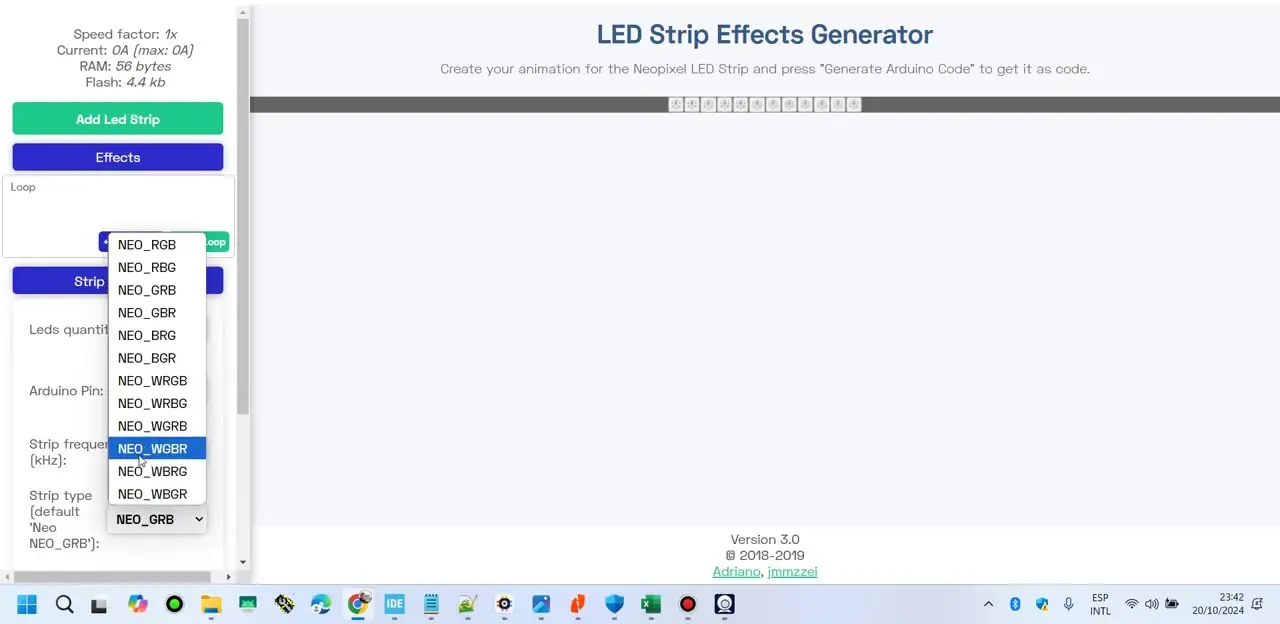 Speed factor: 1x
Current: 0A (max: 0A)
RAM: 56 bytes
Flash: 4.4 kb
Add Led Strip
Effects
Loop
Loop
Strip
Leds quantit
Arduino Pin:
Strip frequen
(kHz):
Strip type
(default
'Neo
NEO_GRB'):
NEO_RGB
NEO_RBG
NEO_GRB
NEO_GBR
NEO_BRG
NEO_BGR
NEO_WRGB
NEO_WRBG
NEO_WGRB
NEO_WGBR
NEO_WBRG
NEO_WBGR
NEO_GRB
LED Strip Effects Generator
Create your animation for the Neopixel LED Strip and press "Generate Arduino Code" to get it as code.
Version 3.0
© 2018-2019
Adriano, jmmzzei
IDE
ESP
INTL
23:42
20/10/2024